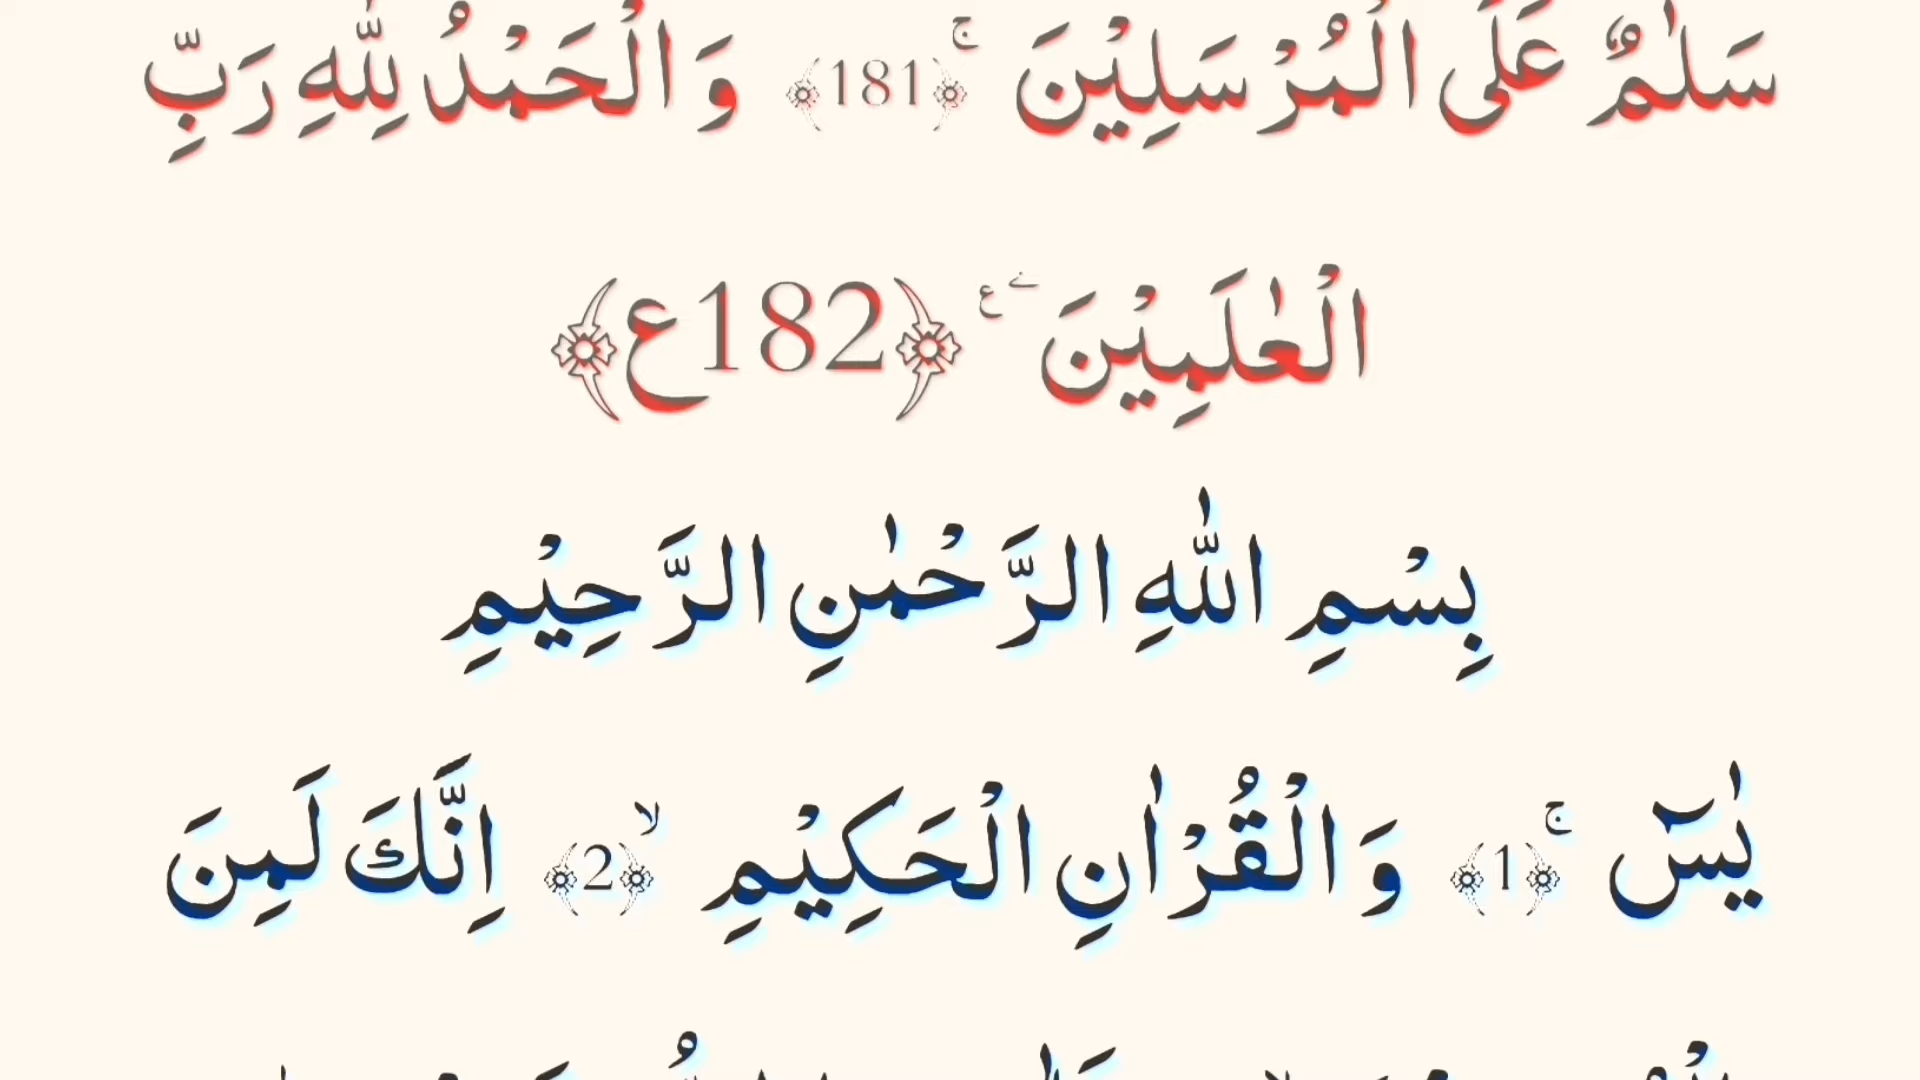 سَلٰمٌ عَلَى الْمُرْسَلِيْنَ ۚ ﴿181﴾ وَ الْحَمْدُ لِلّٰهِ رَبِّ
الْعٰلَمِيْنَ ۧ ﴿182ع﴾
بِسْمِ اللّٰهِ الرَّحْمٰنِ الرَّحِيْمِ
يٰسٓ ۚ ﴿1﴾ وَ الْقُرْاٰنِ الْحَكِيْمِ ۙ ﴿2﴾ اِنَّكَ لَمِنَ